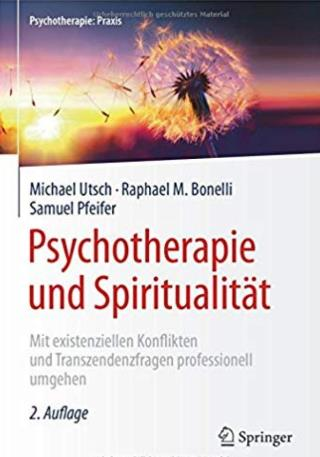 Urheberrechtlich geschütztes Material
Psychotherapie: Praxis
Michael Utsch · Raphael M. Bonelli
Samuel Pfeifer
Psychotherapie
und Spiritualität
Mit existenziellen Konflikten
und Transzendenzfragen professionell
umgehen
2. Auflage
Springer